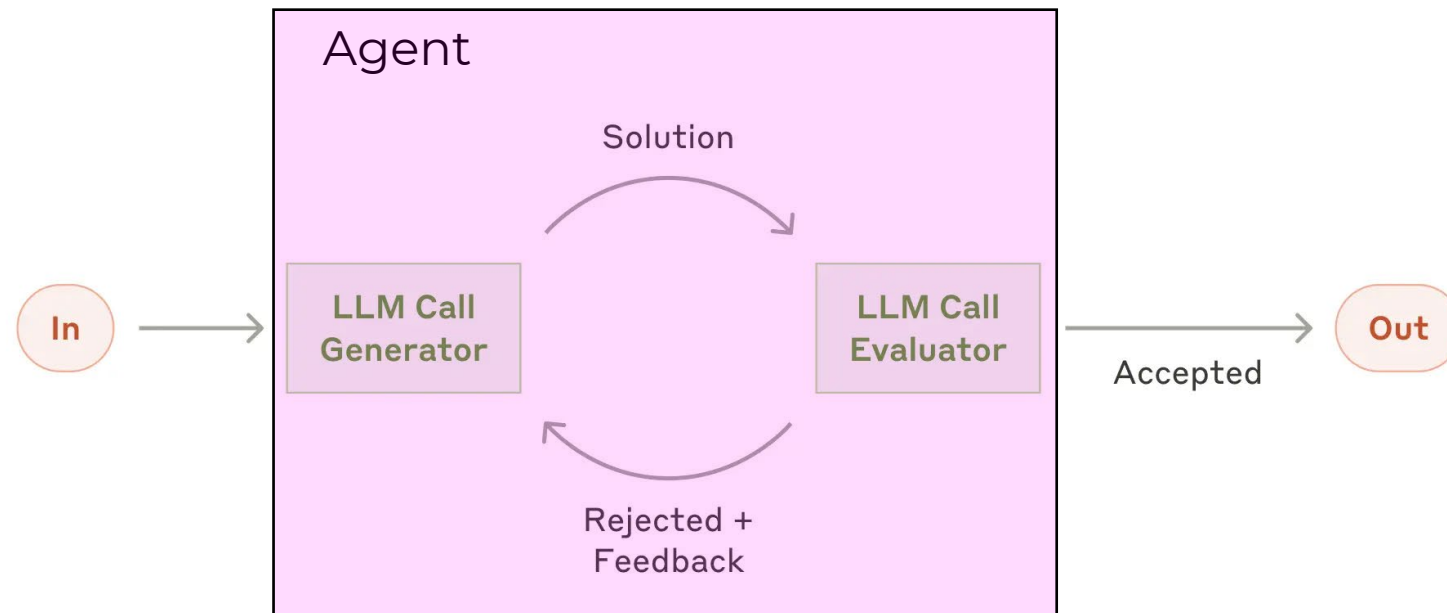 Agent
Solution
In
LLM Call
Generator
LLM Call
Evaluator
Accepted
Out
Rejected +
Feedback